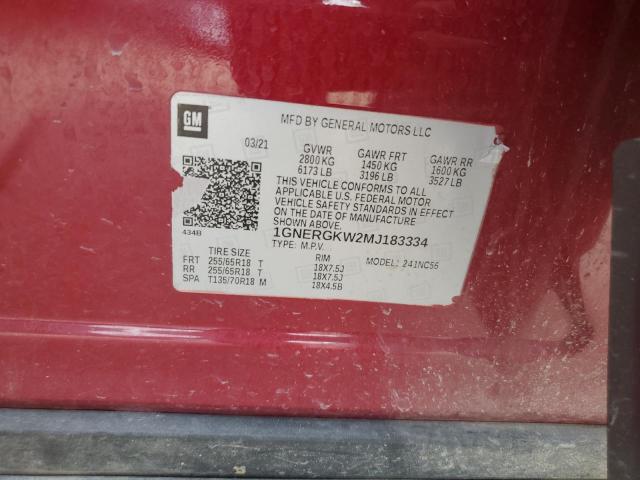 GM
MFD BY GENERAL MOTORS LLC
03/21 GVWR GAWR FRT GAWR RR
2800 KG 1450 KG 1600 KG
6173 LB 3196 LB 3527 LB
THIS VEHICLE CONFORMS TO ALL
APPLICABLE U.S. FEDERAL MOTOR
VEHICLE SAFETY STANDARDS IN EFFECT
ON THE DATE OF MANUFACTURE
1GNERGKW2MJ183334
434B
TYPE: M.P.V. MODEL: 241NC56
TIRE SIZE RIM
FRT 255/65R18 T 18X7.5J
RR 255/65R18 T 18X7.5J
SPA T135/70R18 M 18X4.5B